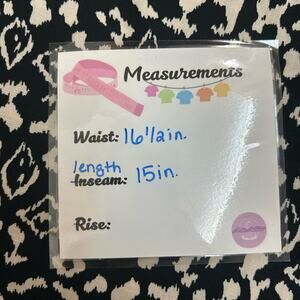 Measurements
Waist: 16 1/2 in.
length
Inseam: 15in.
Rise: